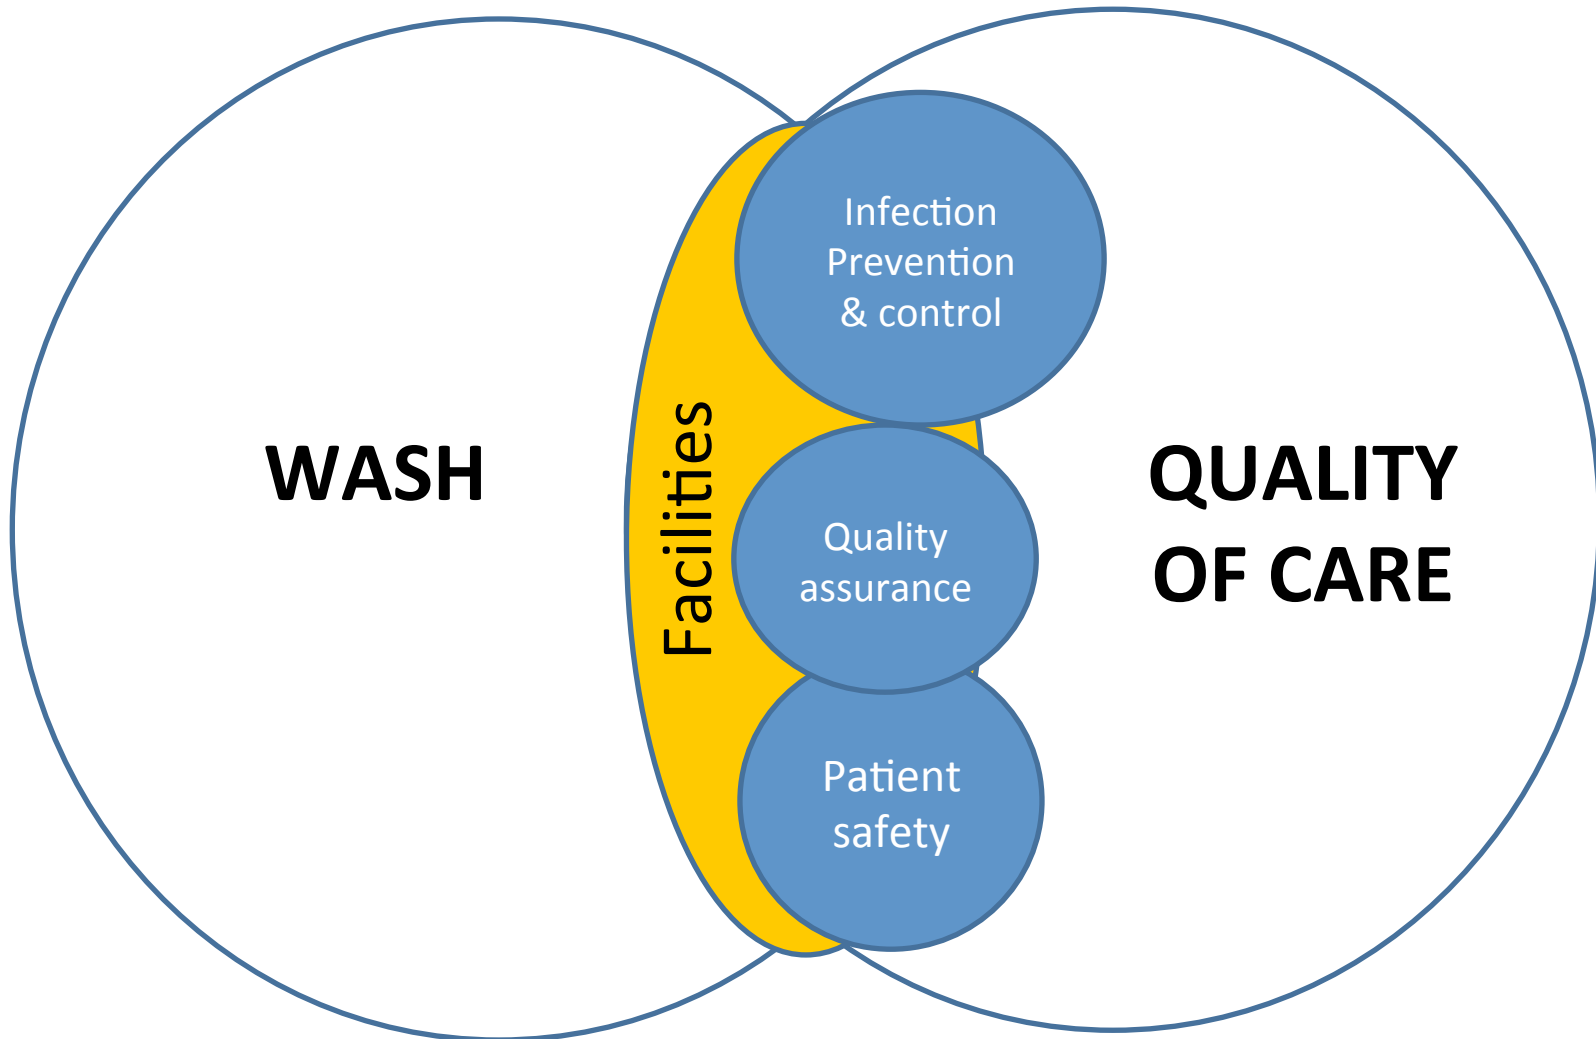 WASH
Facilities
Infection
Prevention
& control
Quality
assurance
Patient
safety
QUALITY
OF CARE